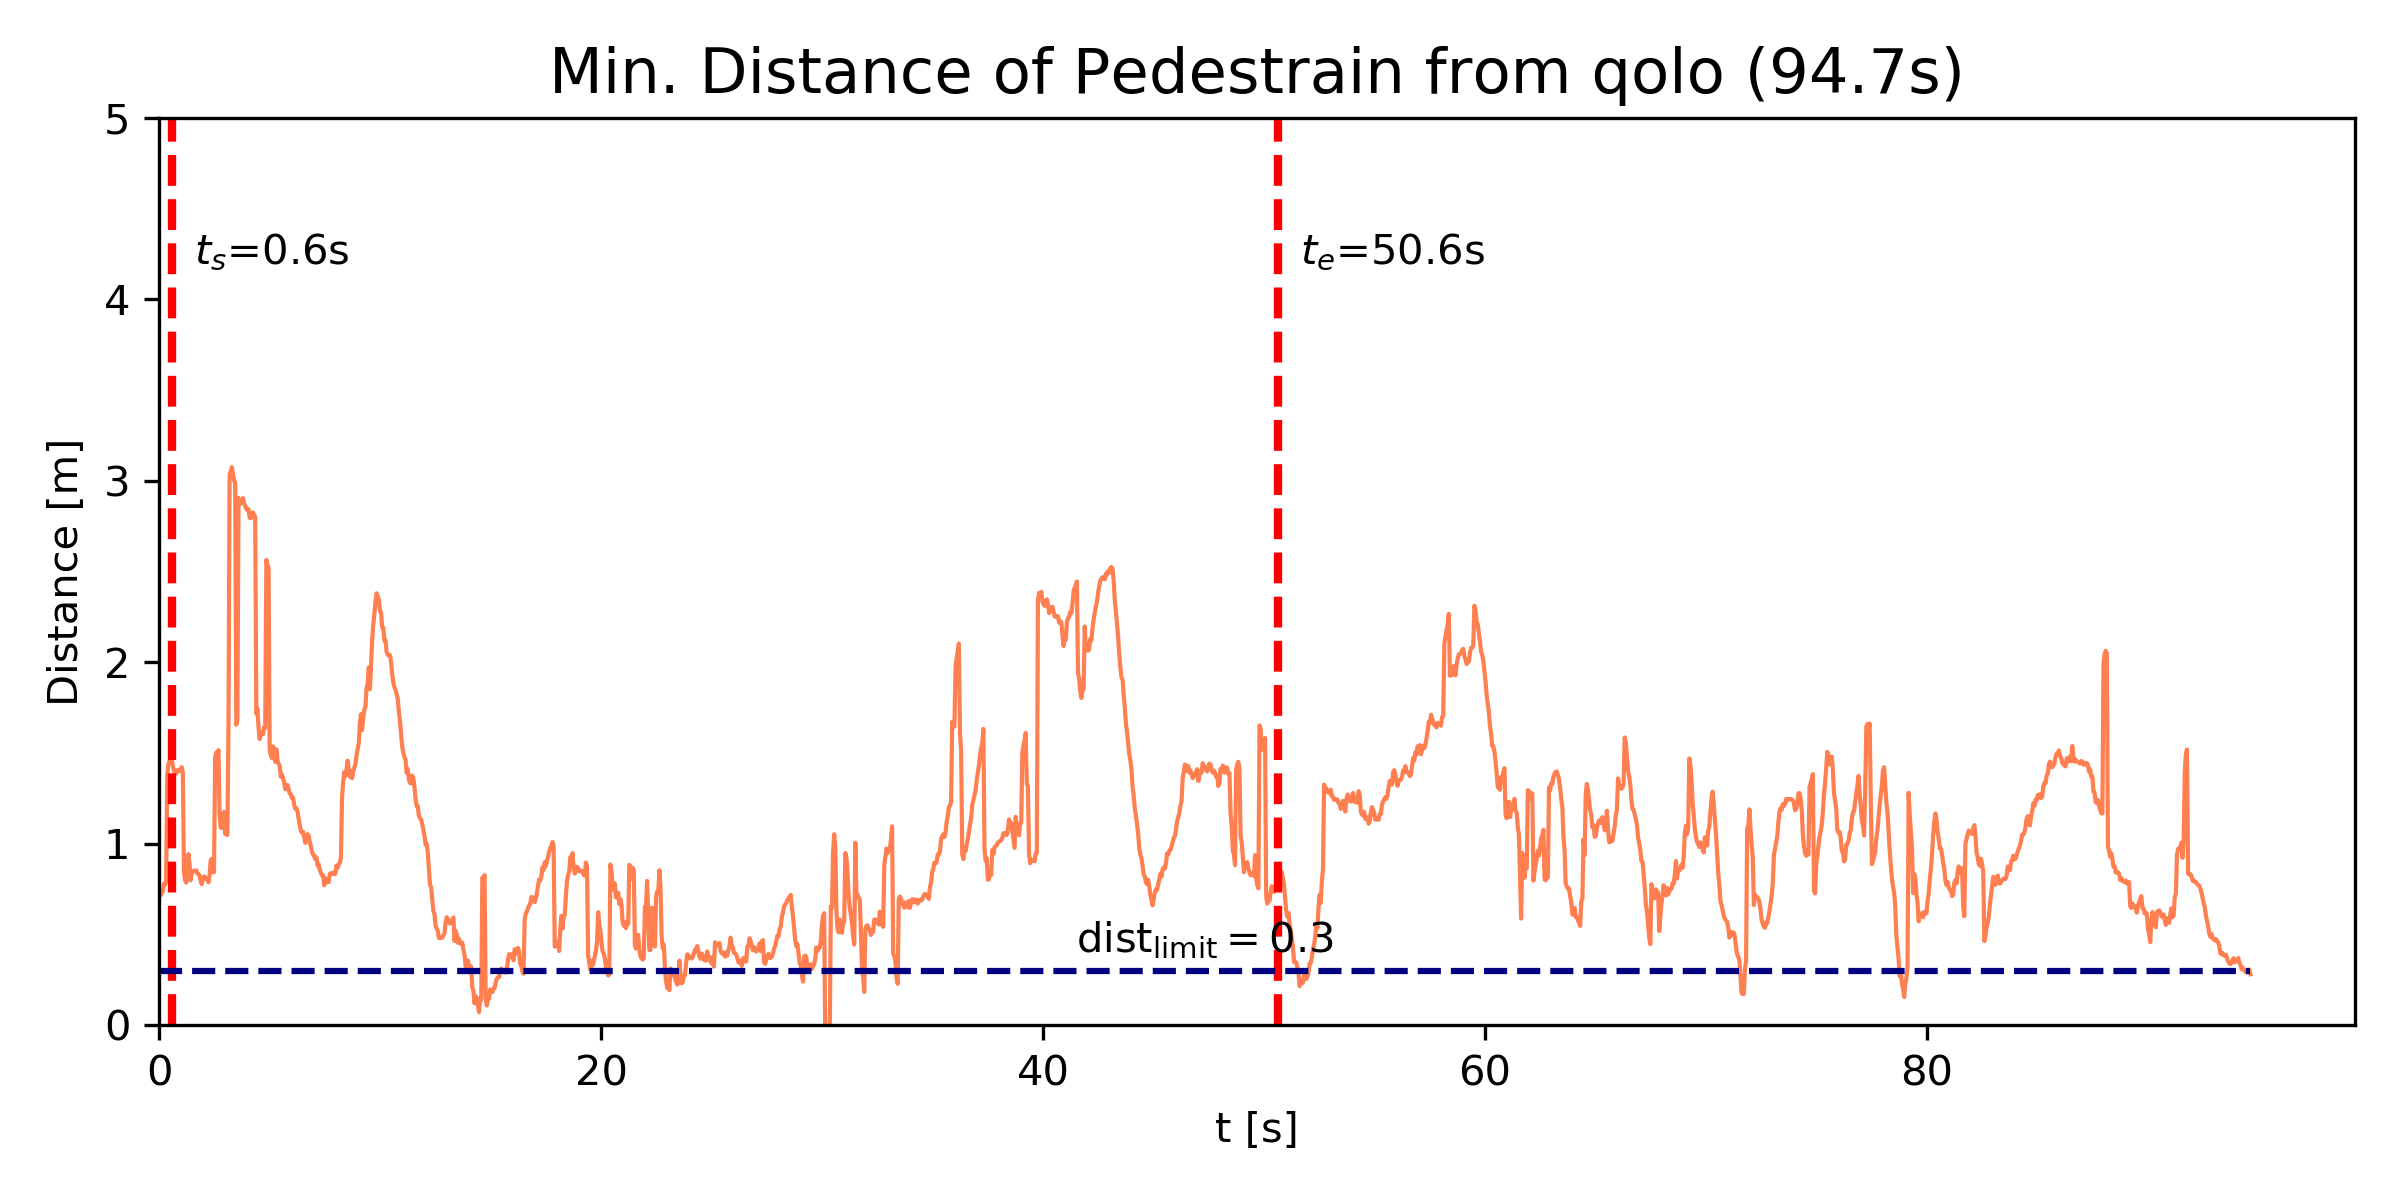 Min. Distance of Pedestrain from qolo (94.7s)
5
4
3
2
1
0
Distance [m]
t_s=0.6s
t_e=50.6s
dist_limit = 0.3
0 20 40 60 80
t [s]